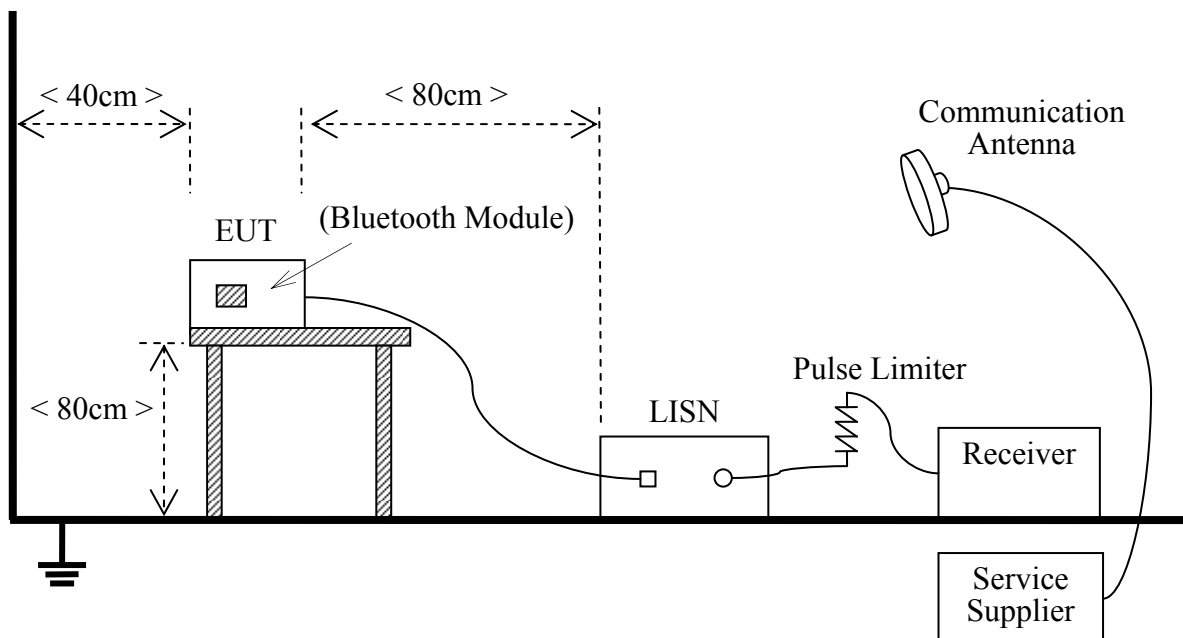 < 40cm >
< 80cm >
Communication
Antenna
(Bluetooth Module)
EUT
Pulse Limiter
< 80cm >
LISN
Receiver
Service
Supplier